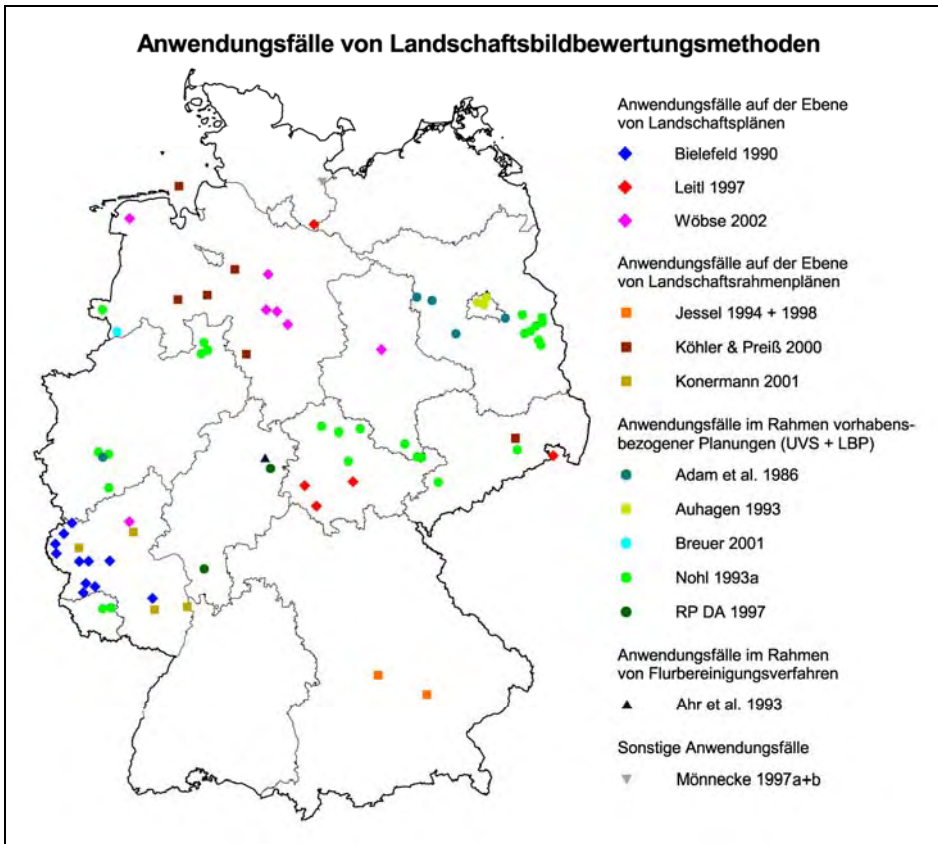 Anwendungsfälle von Landschaftsbildbewertungsmethoden
Anwendungsfälle auf der Ebene
von Landschaftsplänen
Bielefeld 1990
Leitl 1997
Wöbse 2002
Anwendungsfälle auf der Ebene
von Landschaftsrahmenplänen
Jessel 1994 + 1998
Köhler & Preiß 2000
Konermann 2001
Anwendungsfälle im Rahmen vorhabens-
bezogener Planungen (UVS + LBP)
Adam et al. 1986
Auhagen 1993
Breuer 2001
Nohl 1993a
RP DA 1997
Anwendungsfälle im Rahmen
von Flurbereinigungsverfahren
Ahr et al. 1993
Sonstige Anwendungsfälle
Mönnecke 1997a+b